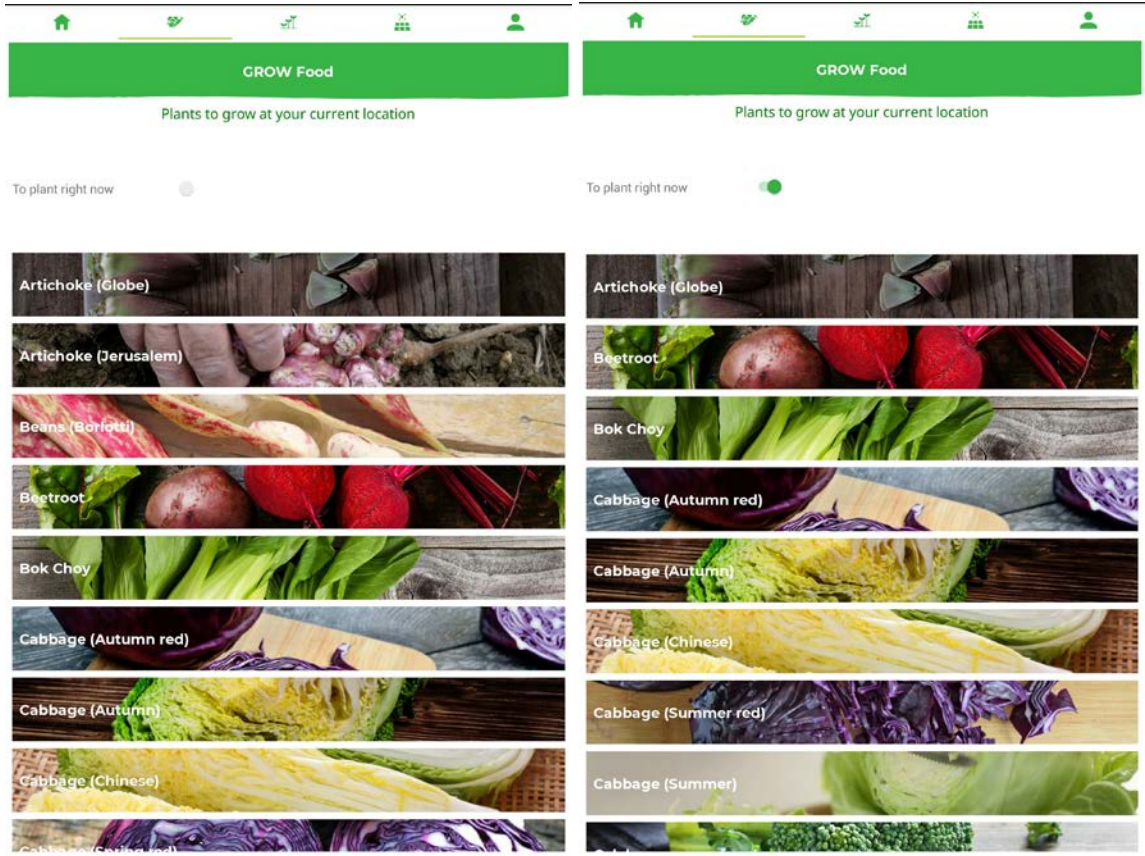 GROW Food
Plants to grow at your current location
To plant right now
Artichoke (Globe)
Artichoke (Jerusalem)
Beans (Borlotti)
Beetroot
Bok Choy
Cabbage (Autumn red)
Cabbage (Autumn)
Cabbage (Chinese)
Cabbage (Spring red)
GROW Food
Plants to grow at your current location
To plant right now
Artichoke (Globe)
Beetroot
Bok Choy
Cabbage (Autumn red)
Cabbage (Autumn)
Cabbage (Chinese)
Cabbage (Summer red)
Cabbage (Summer)